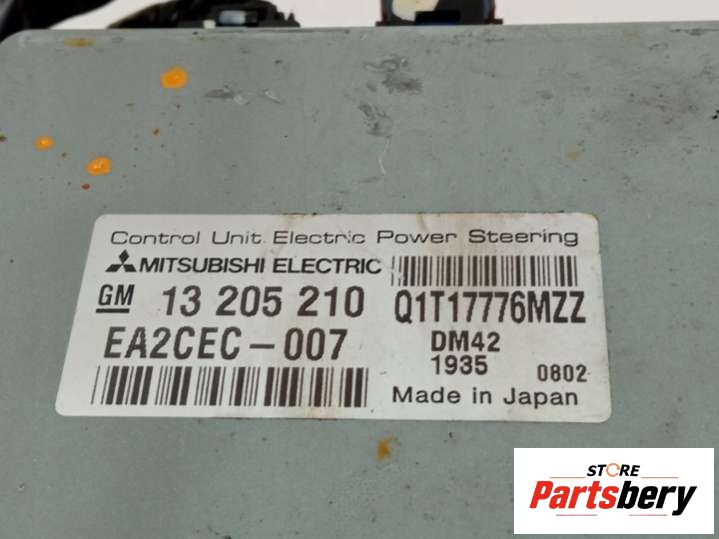 Control Unit Electric Power Steering
MITSUBISHI ELECTRIC
GM 13 205 210
Q1T17776MZZ
EA2CEC-007
DM42
1935
0802
Made in Japan
STORE
Partsbery